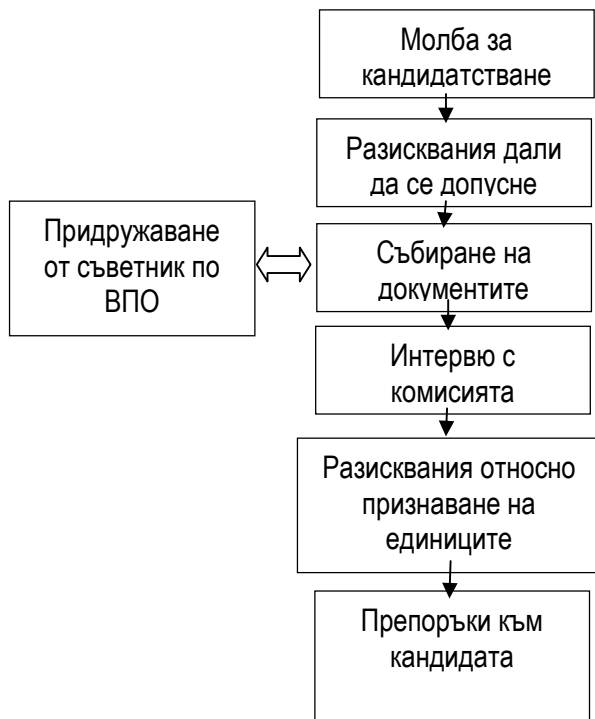 Молба за
кандидатстване
Разисквания дали
да се допусне
Придружаване
от съветник по
ВПО
Събиране на
документите
Интервю с
комисията
Разисквания относно
признаване на
единиците
Препоръки към
кандидата